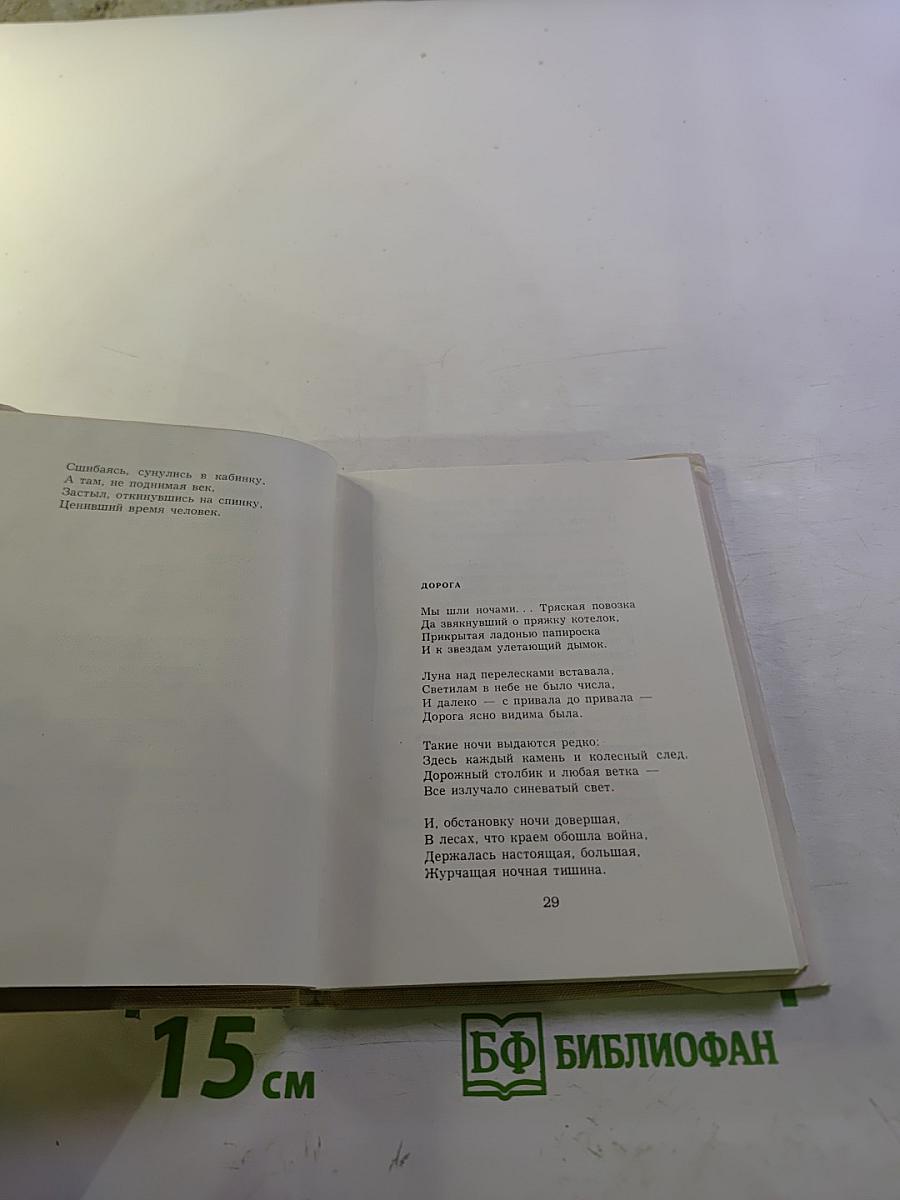 Сшибаясь, сунулись в кабинку.
А там, не поднимая век,
Застыл, откинувшись на спинку,
Ценивший время человек.
ДОРОГА
Мы шли ночами... Тряская повозка
Да звякнувший о пряжку котелок,
Прикрытая ладонью папироска
И к звездам улетающий дымок.
Луна над перелесками вставала,
Светилам в небе не было числа,
И далеко — с привала до привала —
Дорога ясно видима была.
Такие ночи выдаются редко:
Здесь каждый камень и колесный след,
Дорожный столбик и любая ветка —
Все излучало синеватый свет.
И, обстановку ночи довершая,
В лесах, что краем обошла война,
Держалась настоящая, большая,
Журчащая ночная тишина.
29
15 см
БФ БИБЛИОФАН